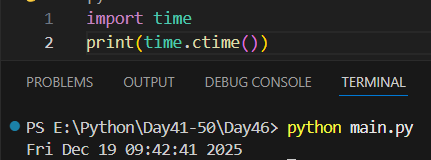 1 import time
2 print(time.ctime())
PROBLEMS OUTPUT DEBUG CONSOLE TERMINAL
PS E:\Python\Day41-50\Day46> python main.py
Fri Dec 19 09:42:41 2025